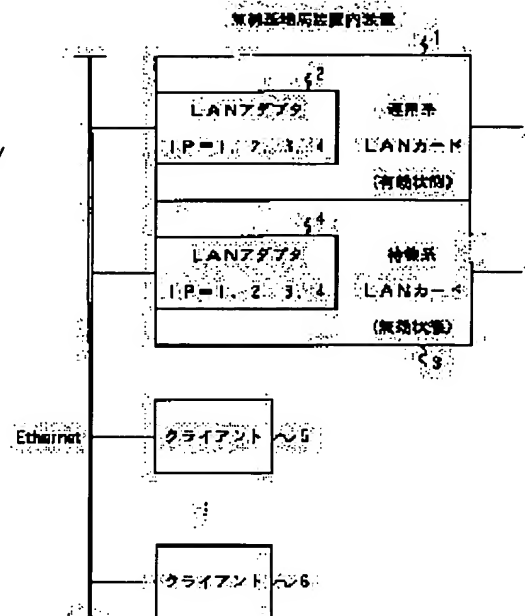 無線基地局装置内装置
1
2
LANアダプタ
IP=1, 2, 3, 4
運用系
LANカード
(有効状態)
4
LANアダプタ
IP=1, 2, 3, 4
待機系
LANカード
(無効状態)
3
Ethernet
クライアント
5
クライアント
6